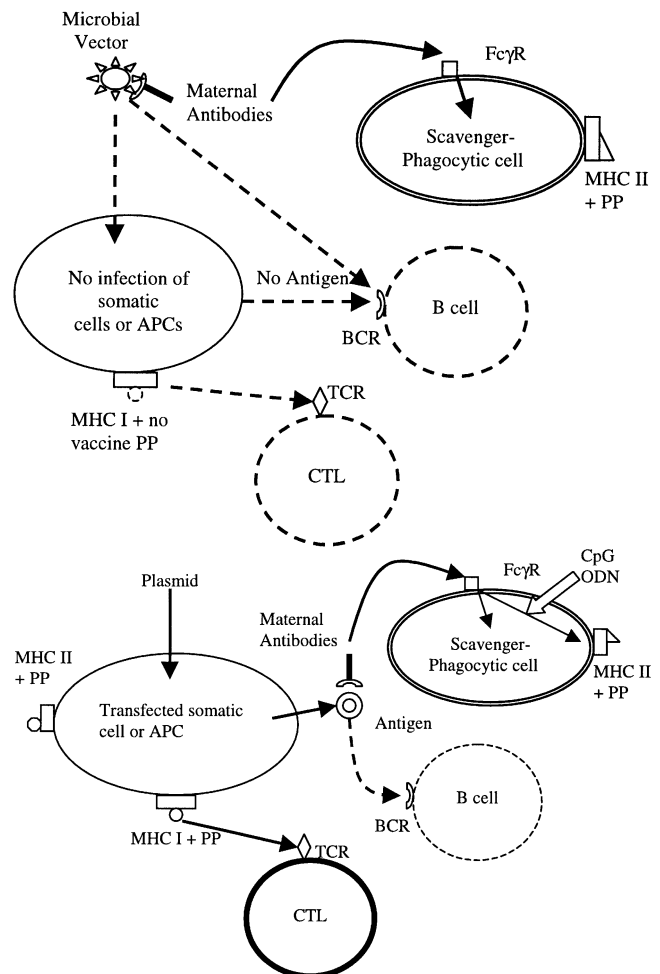 Microbial
Vector
Maternal
Antibodies
FcγR
Scavenger-
Phagocytic cell
MHC II
+ PP
No infection of
somatic
cells or APCs
No Antigen
B cell
BCR
TCR
MHC I + no
vaccine PP
CTL
Plasmid
CpG
ODN
FcγR
Maternal
Antibodies
Scavenger-
Phagocytic cell
MHC II
+ PP
MHC II
+ PP
Transfected somatic
cell or APC
Antigen
B cell
BCR
MHC I + PP
TCR
CTL